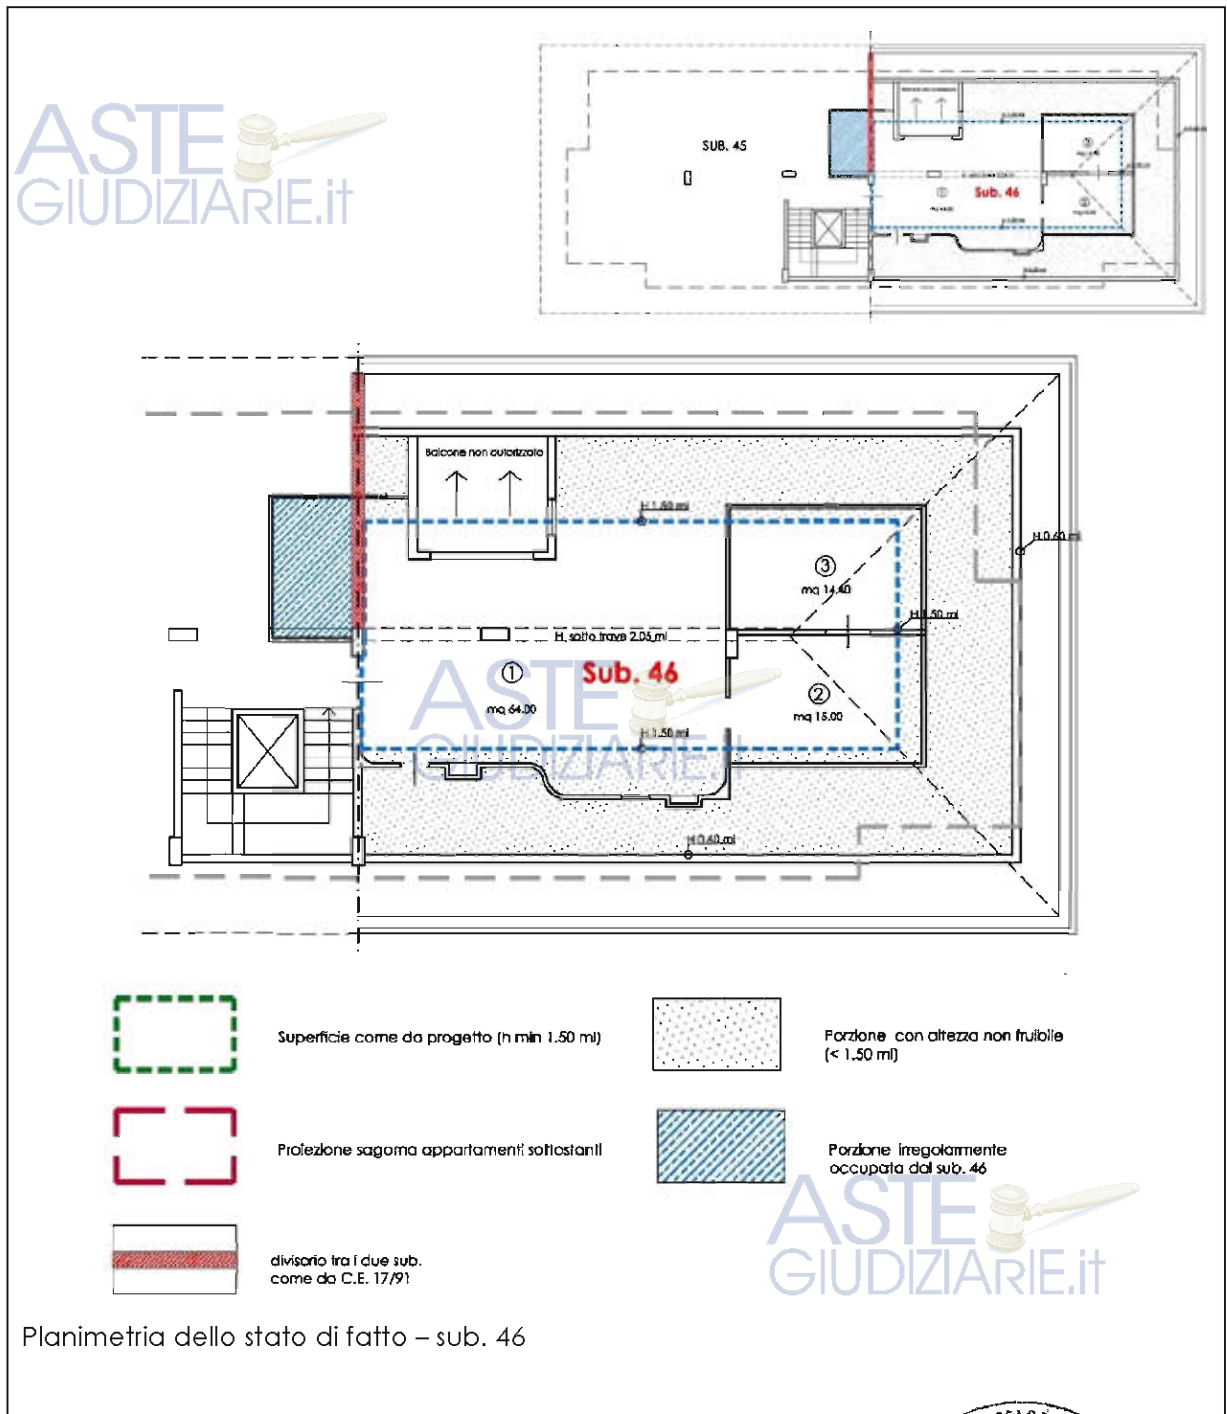 ASTE
GIUDIZIARIE.it
SUB. 45
Sub. 46
Balcone non autorizzato
H 1.50 ml
H 0.60 ml
3
mq 14.40
H 1.50 ml
H. sotto trave 2.05 ml
1
Sub. 46
mq 64.00
2
mq 15.00
H 1.50 ml
ASTE
GIUDIZIARIE.it
H 0.60 ml
Superficie come da progetto (h min 1.50 ml)
Porzione con altezza non fruibile
(< 1.50 ml)
Proiezione sagoma appartamenti sottostanti
Porzione irregolarmente
occupata dal sub. 46
ASTE
GIUDIZIARIE.it
divisorio tra i due sub.
come da C.E. 17/91
Planimetria dello stato di fatto – sub. 46